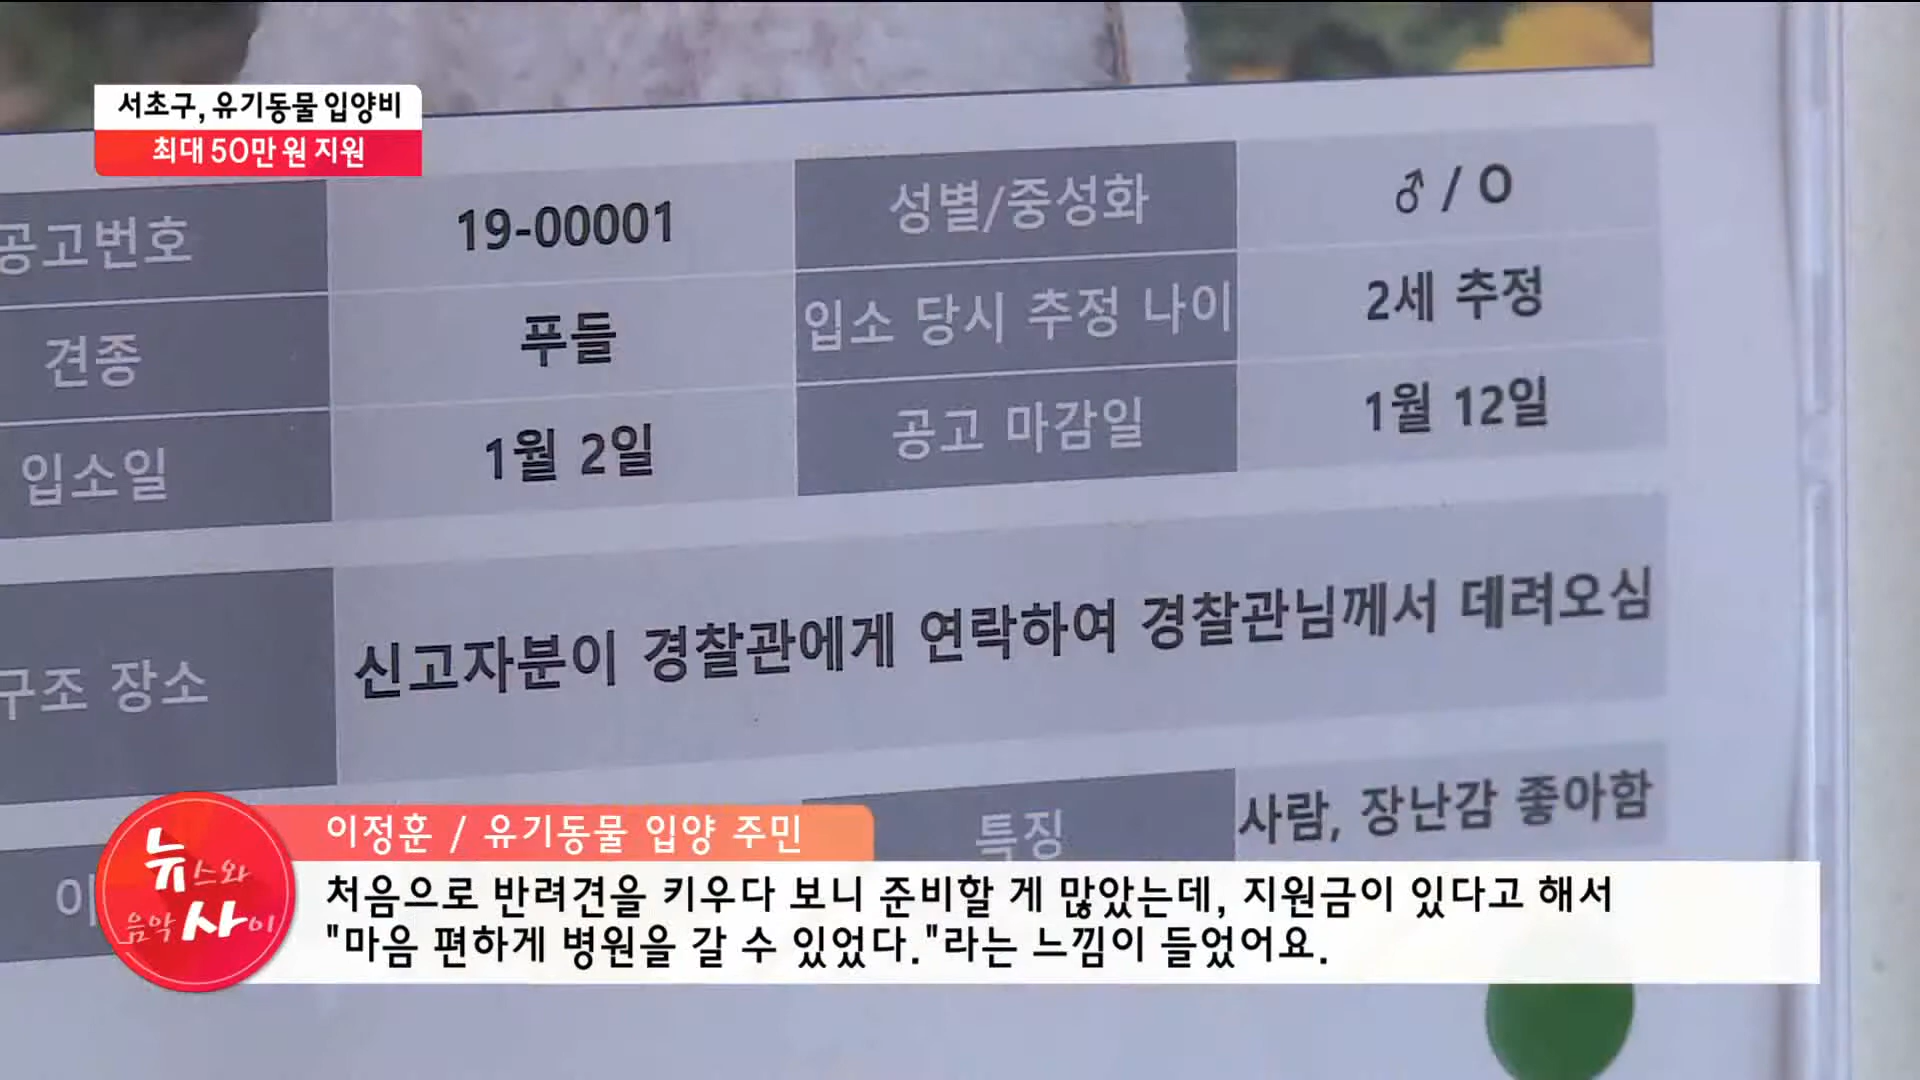 서초구, 유기동물 입양비
최대 50만 원 지원
공고번호 19-00001 성별/중성화 ♂ / O
견종 푸들 입소 당시 추정 나이 2세 추정
입소일 1월 2일 공고 마감일 1월 12일
구조 장소 신고자분이 경찰관에게 연락하여 경찰관님께서 데려오심
이 특징 사람, 장난감 좋아함
뉴스와
음악 사이
이정훈 / 유기동물 입양 주민
처음으로 반려견을 키우다 보니 준비할 게 많았는데, 지원금이 있다고 해서
"마음 편하게 병원을 갈 수 있었다."라는 느낌이 들었어요.